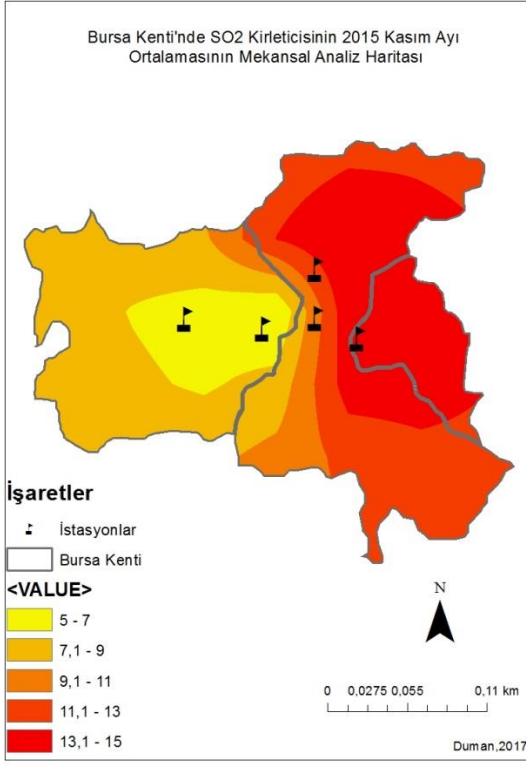 Bursa Kenti'nde SO2 Kirleticisinin 2015 Kasım Ayı
Ortalamasının Mekansal Analiz Haritası
İşaretler
İstasyonlar
Bursa Kenti
<VALUE>
5 - 7
7,1 - 9
9,1 - 11
11,1 - 13
13,1 - 15
N
0 0,0275 0,055 0,11 km
Duman,2017